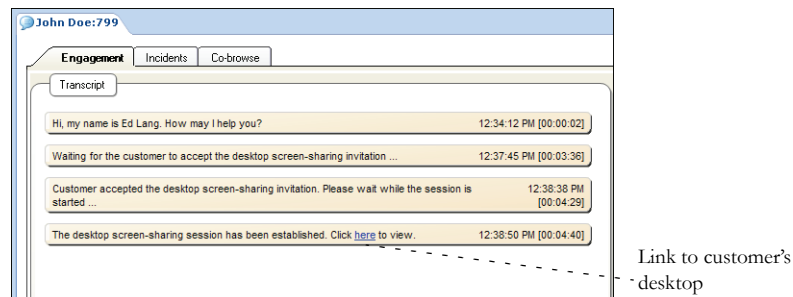 John Doe:799
Engagement Incidents Co-browse
Transcript
Hi, my name is Ed Lang. How may I help you? 12:34:12 PM [00:00:02]
Waiting for the customer to accept the desktop screen-sharing invitation ... 12:37:45 PM [00:03:36]
Customer accepted the desktop screen-sharing invitation. Please wait while the session is 12:38:38 PM
started ... [00:04:29]
The desktop screen-sharing session has been established. Click here to view. 12:38:50 PM [00:04:40]
Link to customer’s
desktop